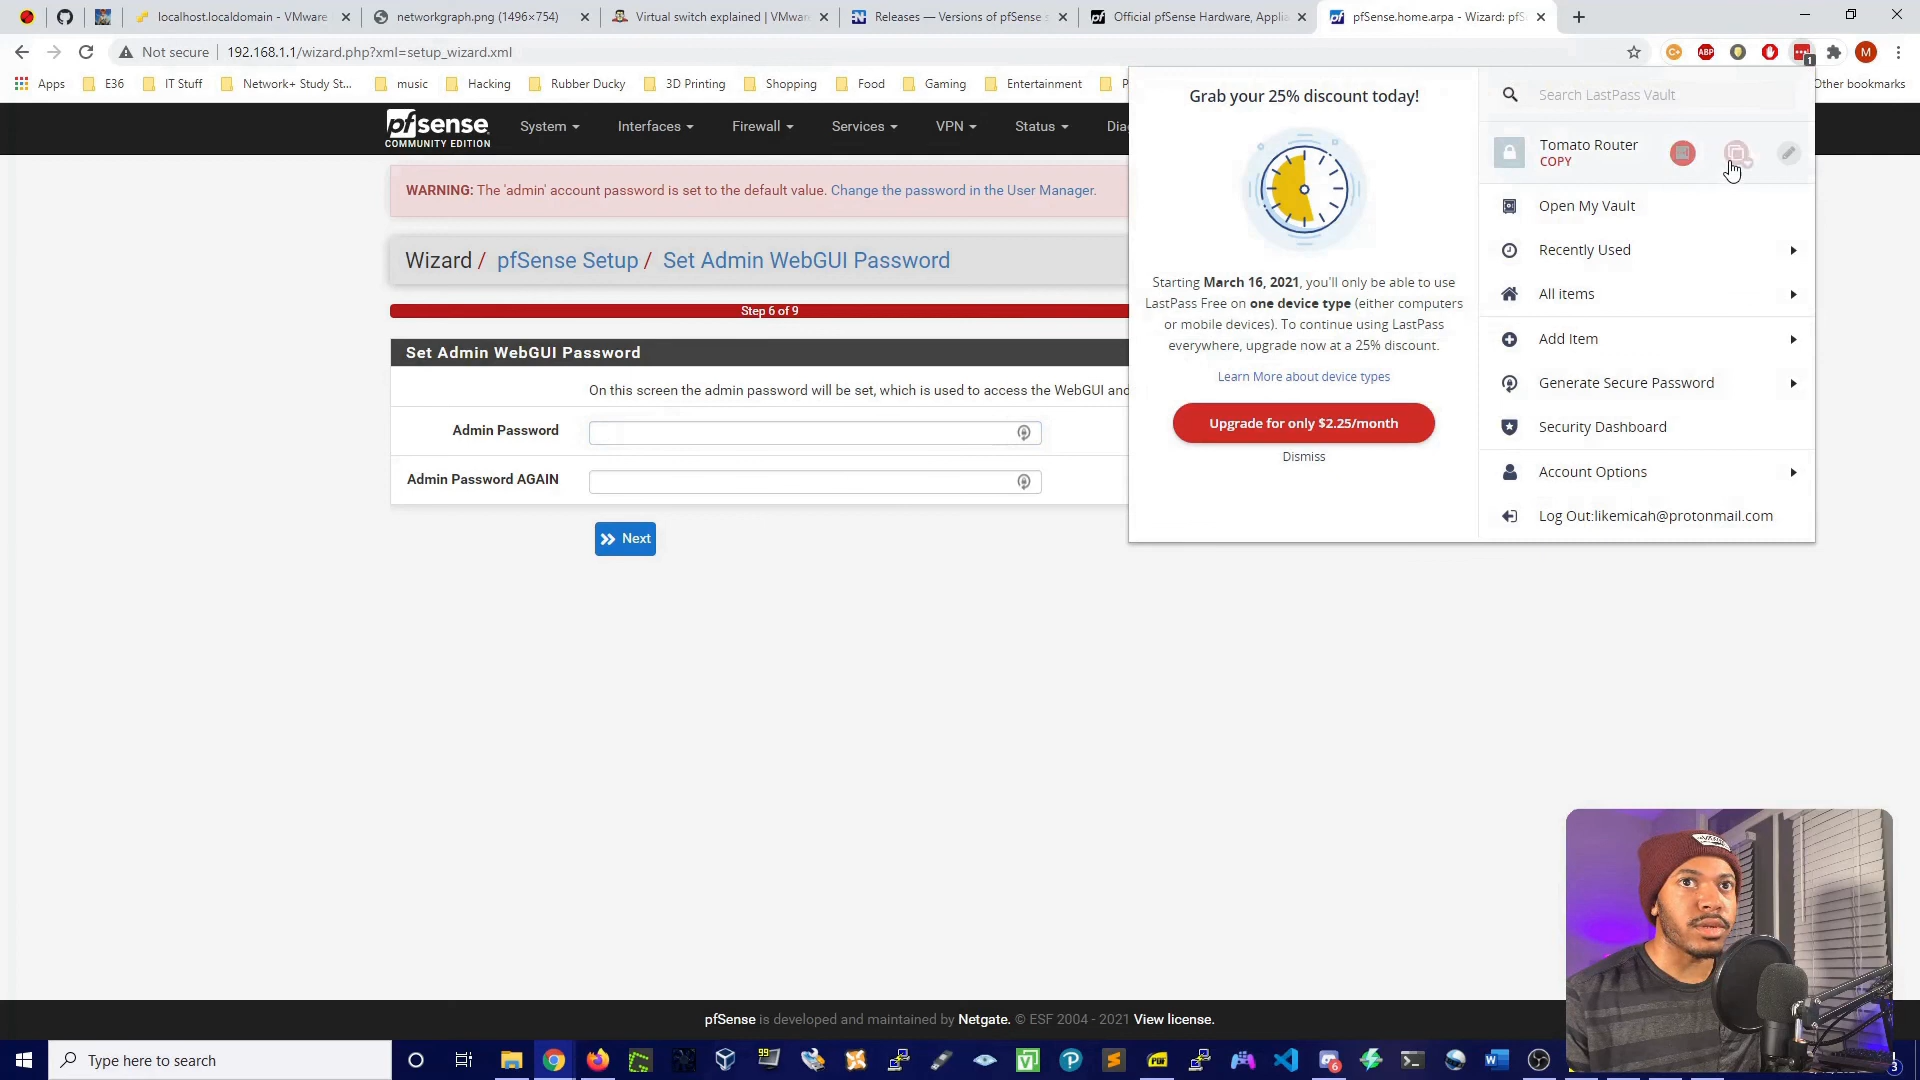 localhost.localdomain - VMware
networkgraph.png (1496×754)
Virtual switch explained | VMwar
Releases — Versions of pfSense s
Official pfSense Hardware, Applia
pfSense.home.arpa - Wizard: pfS
Not secure
192.168.1.1/wizard.php?xml=setup_wizard.xml
ABP
1
M
Apps
E36
IT Stuff
Network+ Study St...
music
Hacking
Rubber Ducky
3D Printing
Shopping
Food
Gaming
Entertainment
Other bookmarks
pfsense
COMMUNITY EDITION
System
Interfaces
Firewall
Services
VPN
Status
Diag
WARNING: The 'admin' account password is set to the default value. Change the password in the User Manager.
Wizard / pfSense Setup / Set Admin WebGUI Password
Step 6 of 9
Set Admin WebGUI Password
On this screen the admin password will be set, which is used to access the WebGUI and
Admin Password
Admin Password AGAIN
Next
Grab your 25% discount today!
Starting March 16, 2021, you'll only be able to use
LastPass Free on one device type (either computers
or mobile devices). To continue using LastPass
everywhere, upgrade now at a 25% discount.
Learn More about device types
Upgrade for only $2.25/month
Dismiss
Search LastPass Vault
Tomato Router
COPY
Open My Vault
Recently Used
All items
Add Item
Generate Secure Password
Security Dashboard
Account Options
Log Out:likemicah@protonmail.com
pfSense is developed and maintained by Netgate. © ESF 2004 - 2021 View license.
Type here to search
99
6
3